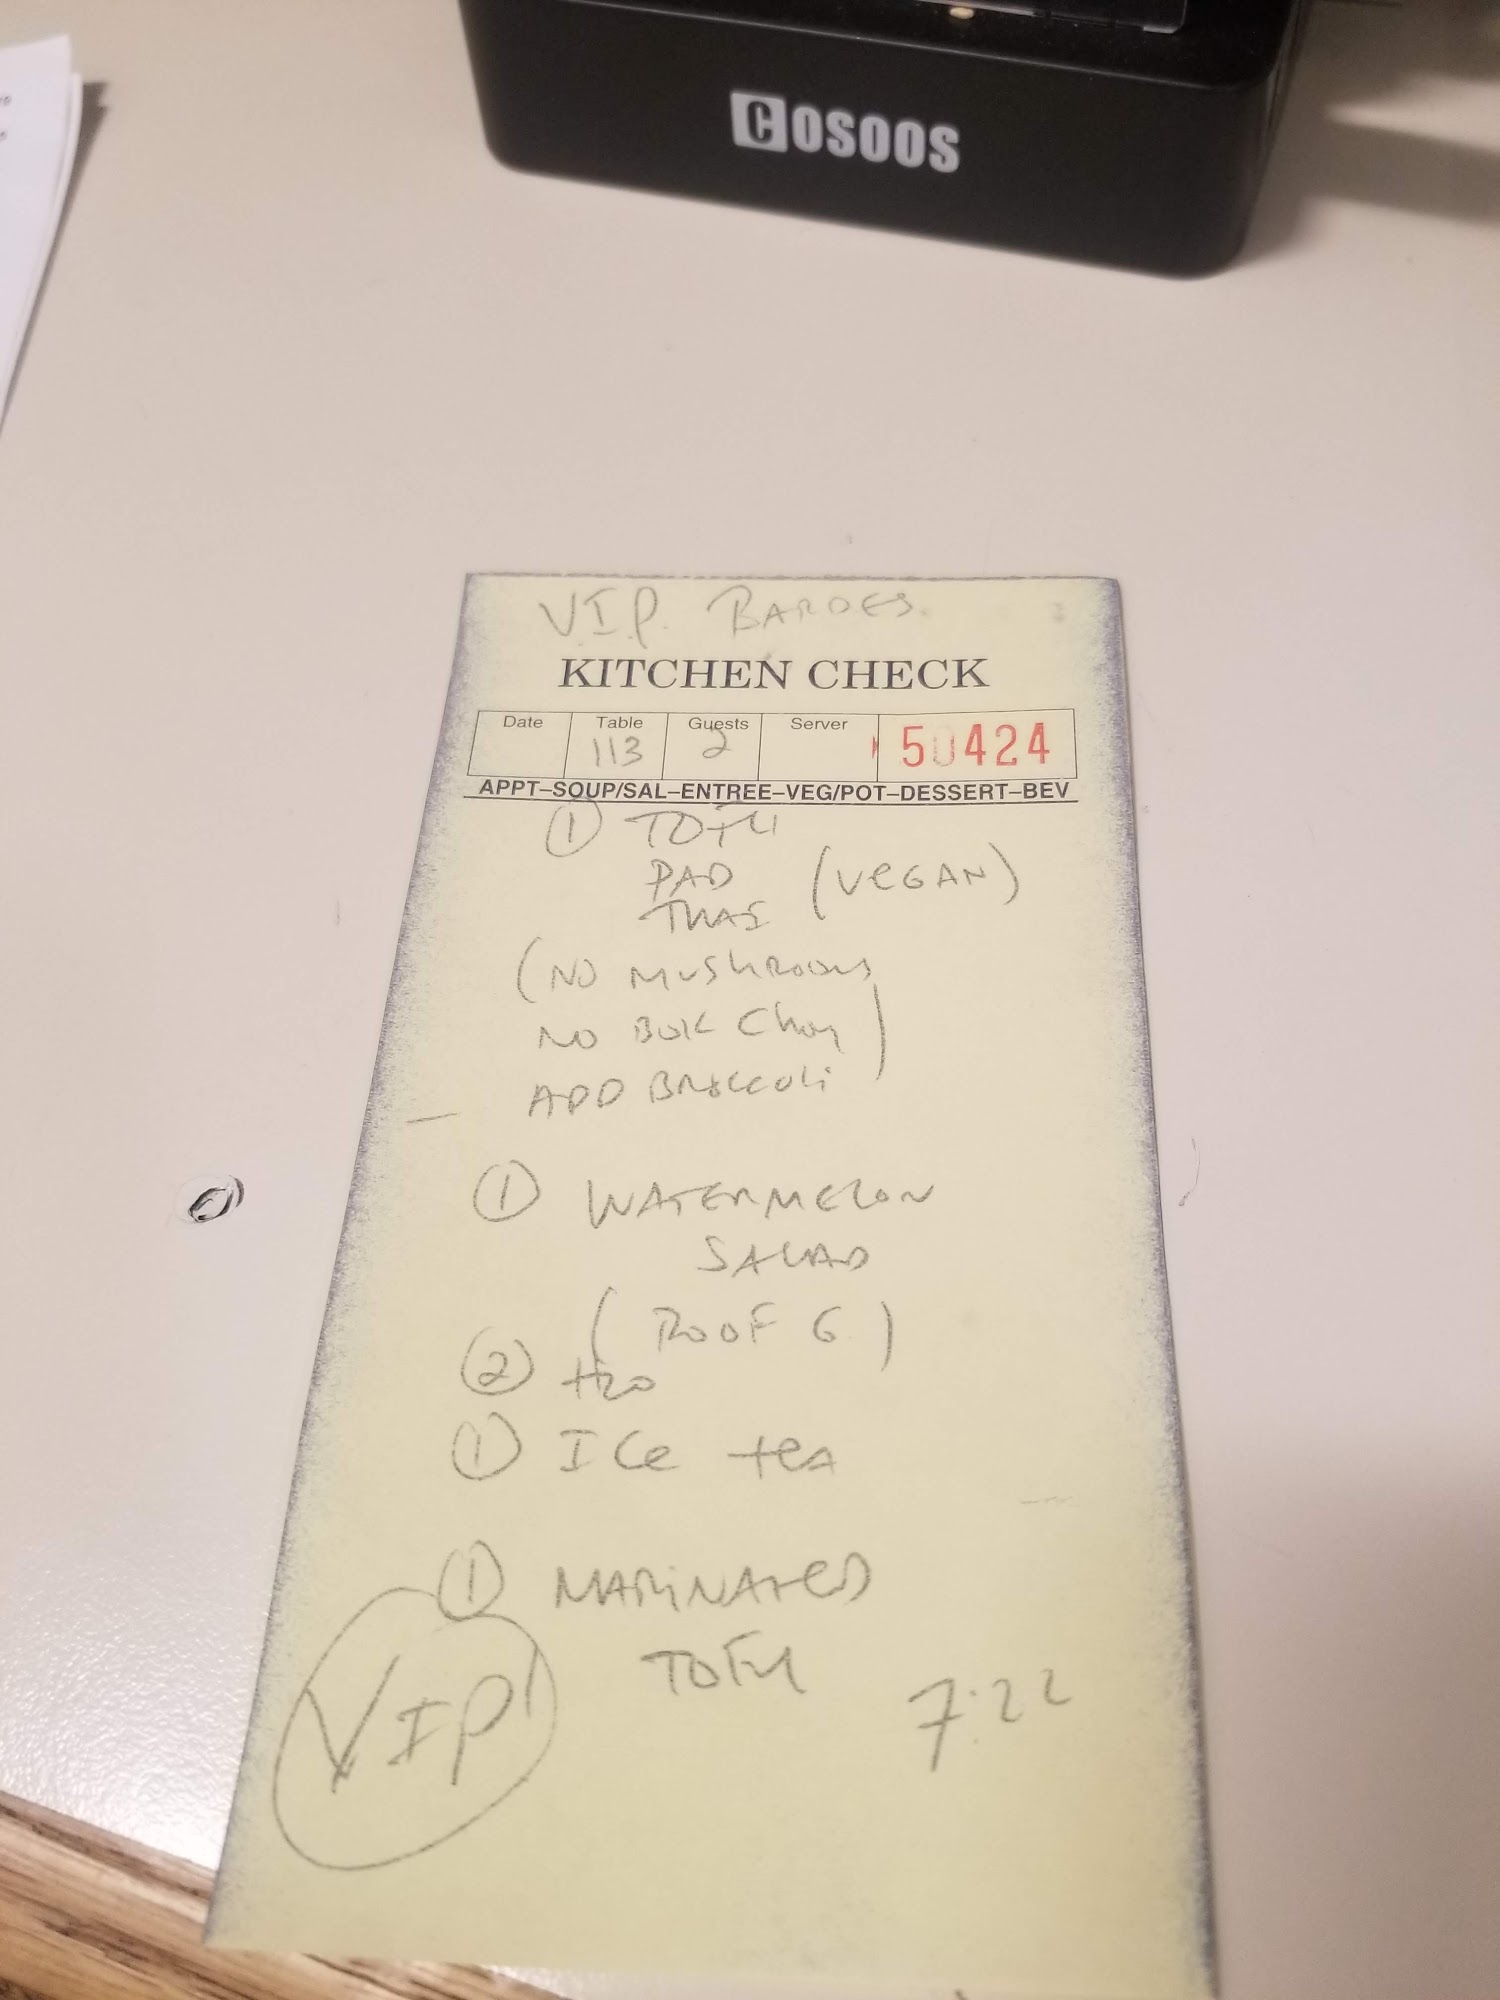 COSOOS
VIP. BARDES.
KITCHEN CHECK
Date Table Guests Server
113 2 50424
APPT–SOUP/SAL–ENTREE–VEG/POT–DESSERT–BEV
1 TOFU
PAD (VEGAN)
THAI
(NO MUSHROOMS
NO BOK Choy)
ADD BROCCOLI
1 WATERMELON
SALAD
(ROOF 6)
2 H2O
1 ICe teA
1 MARiNATeD
TOFU
VIP
7:22